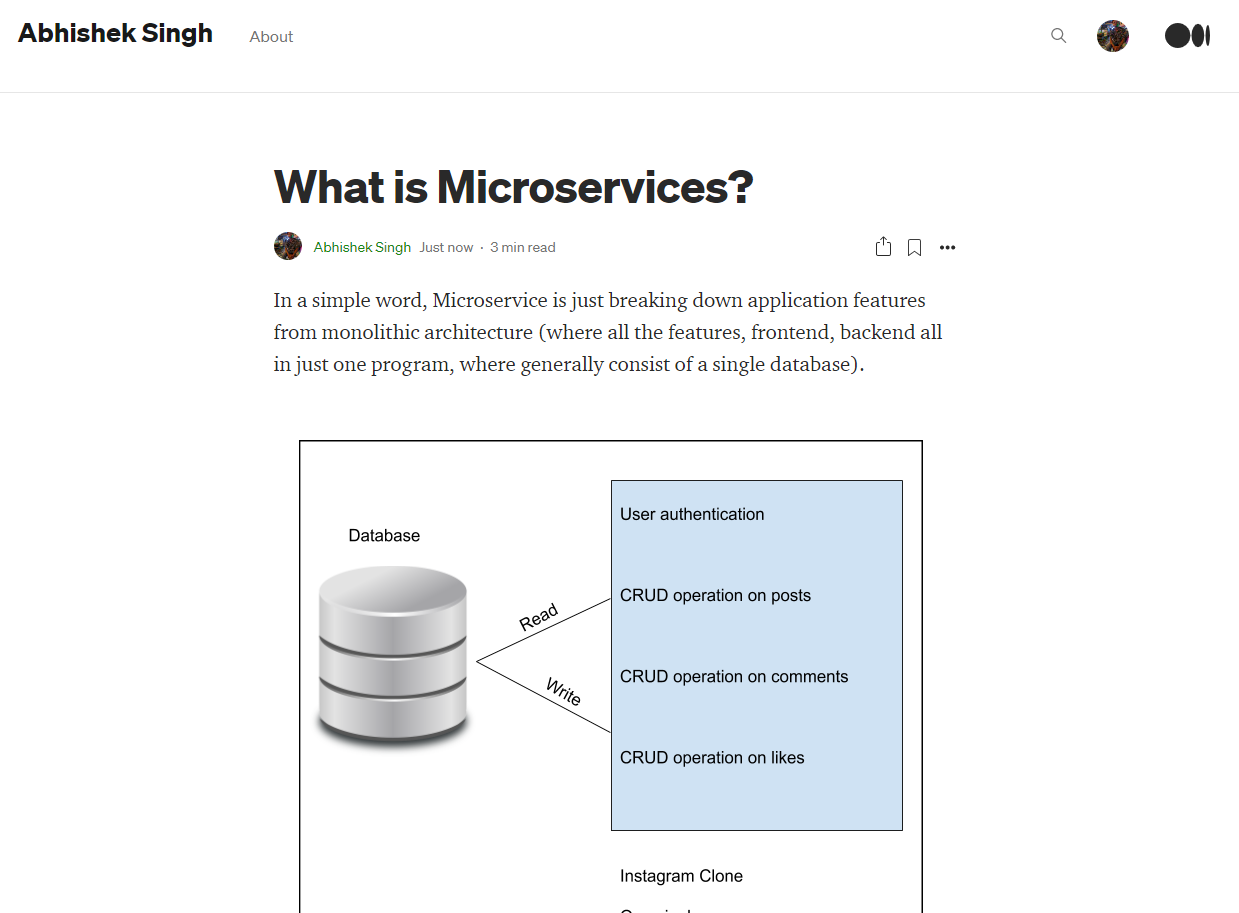 Abhishek Singh
About
What is Microservices?
Abhishek Singh Just now · 3 min read
In a simple word, Microservice is just breaking down application features
from monolithic architecture (where all the features, frontend, backend all
in just one program, where generally consist of a single database).
User authentication
Database
CRUD operation on posts
Read
CRUD operation on comments
Write
CRUD operation on likes
Instagram Clone